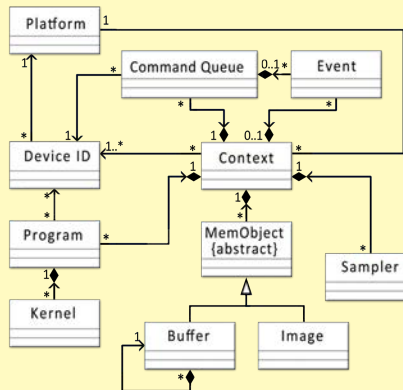 Platform
1
Command Queue
0..1
*
Event
1
*
*
*
*
1
1
0..1
Device ID
1..*
*
Context
*
*
1
1
1
*
*
Program
*
MemObject
{abstract}
1
*
*
Sampler
Kernel
1
Buffer
Image
*